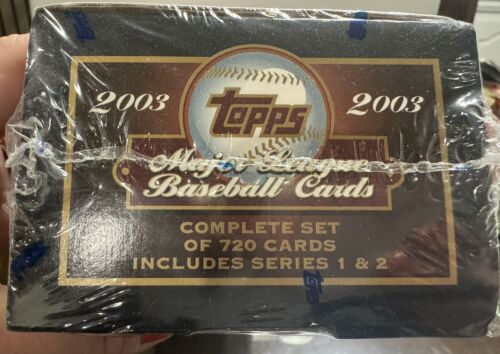 2003 Topps 2003
Major League
Baseball Cards
COMPLETE SET
OF 720 CARDS
INCLUDES SERIES 1 & 2